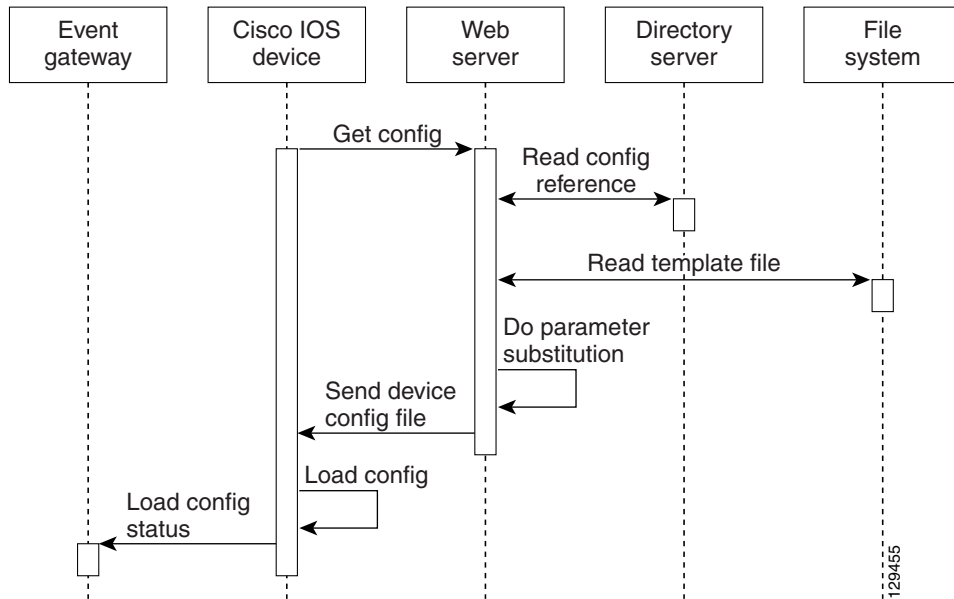 Event
gateway
Cisco IOS
device
Web
server
Directory
server
File
system
Get config
Read config
reference
Read template file
Do parameter
substitution
Send device
config file
Load config
Load config
status
129455